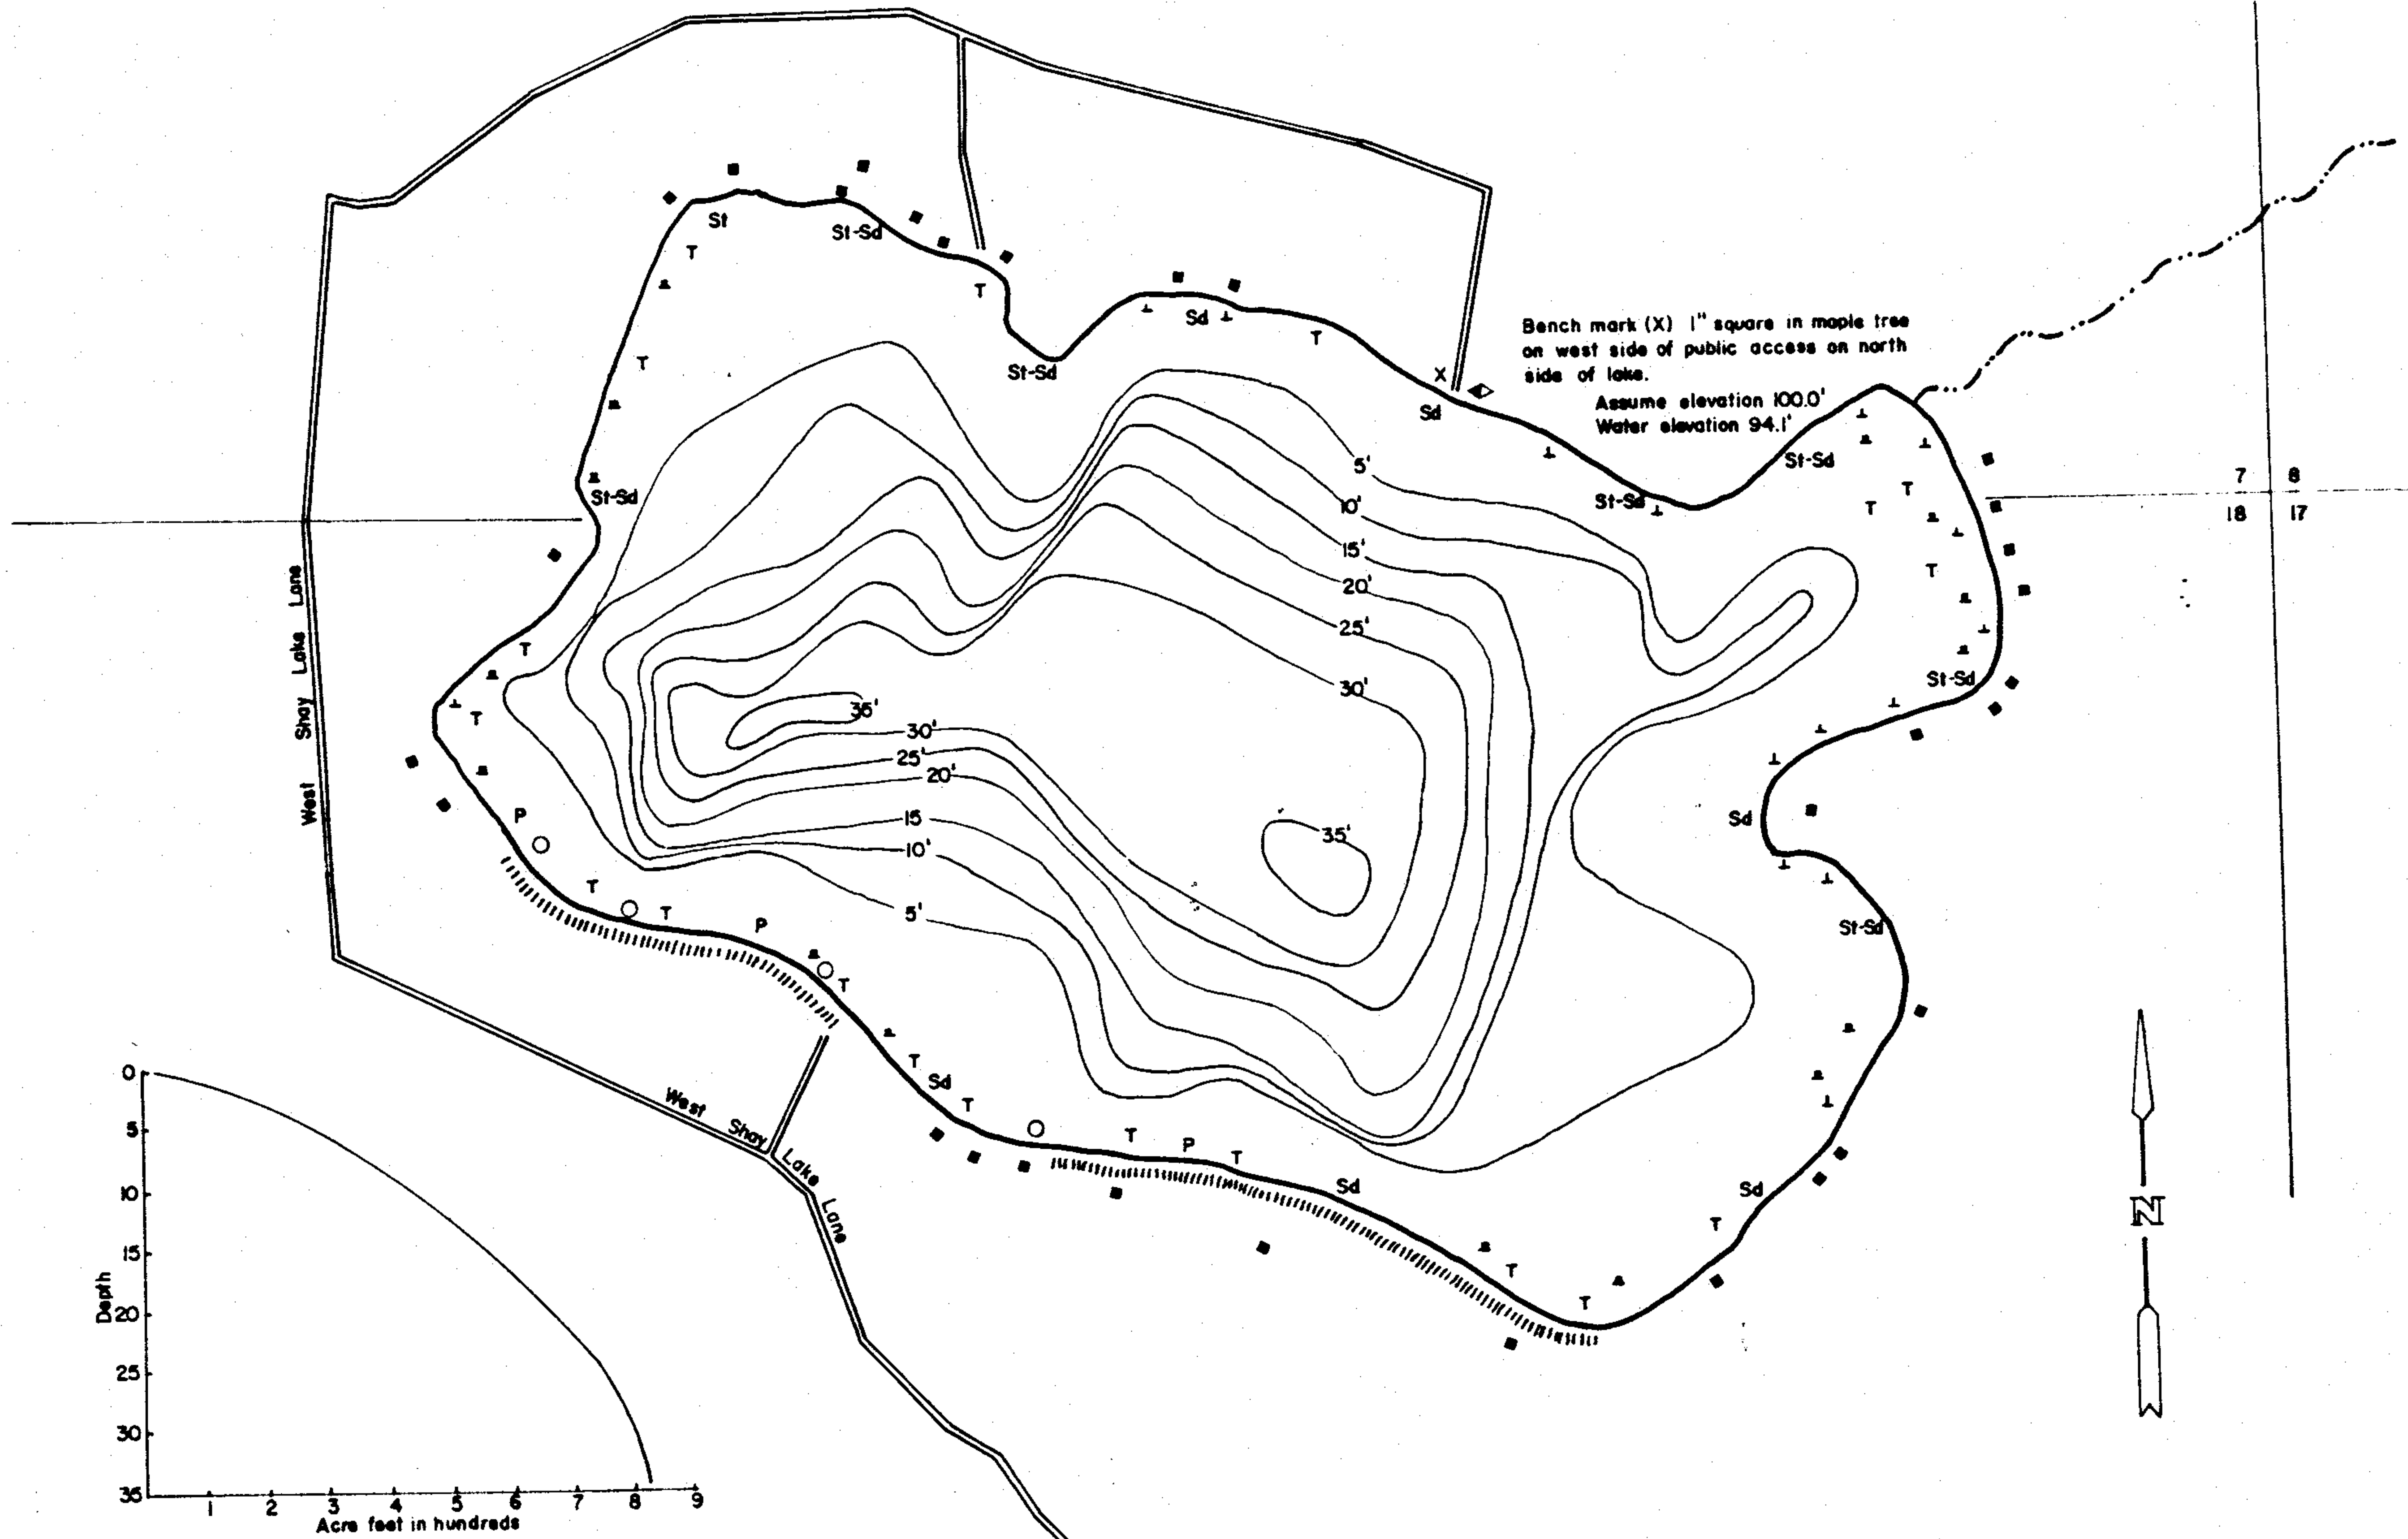 St
St-Sd
T
T
T
St-Sd
Sd
T
Bench mark (X) 1" square in maple tree
on west side of public access on north
side of lake.
Assume elevation 100.0'
Water elevation 94.1'
X
Sd
St-Sd
5'
St-Sd
7 8
18 17
St-Sd
T
T
10'
St-Sd
15'
20'
T
25'
T
St-Sd
30'
T
35'
30'
25'
20'
West Shay Lake Lane
P
15
10'
35'
Sd
T
T
5'
P
St-Sd
T
T
Sd
T
West Shay Lake Lane
T
P
T
Sd
Sd
T
T
T
N
0
5
10
15
20
25
30
35
Depth
1 2 3 4 5 6 7 8 9
Acre feet in hundreds